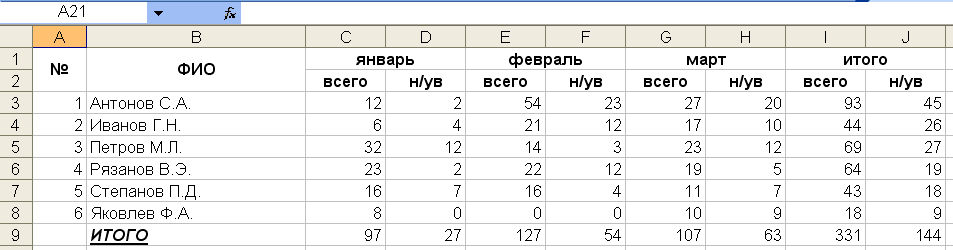 A21 fx
A B C D E F G H I J
1 № ФИО январь февраль март итого
2 всего н/ув всего н/ув всего н/ув всего н/ув
3 1 Антонов С.А. 12 2 54 23 27 20 93 45
4 2 Иванов Г.Н. 6 4 21 12 17 10 44 26
5 3 Петров М.Л. 32 12 14 3 23 12 69 27
6 4 Рязанов В.Э. 23 2 22 12 19 5 64 19
7 5 Степанов П.Д. 16 7 16 4 11 7 43 18
8 6 Яковлев Ф.А. 8 0 0 0 10 9 18 9
9 ИТОГО 97 27 127 54 107 63 331 144